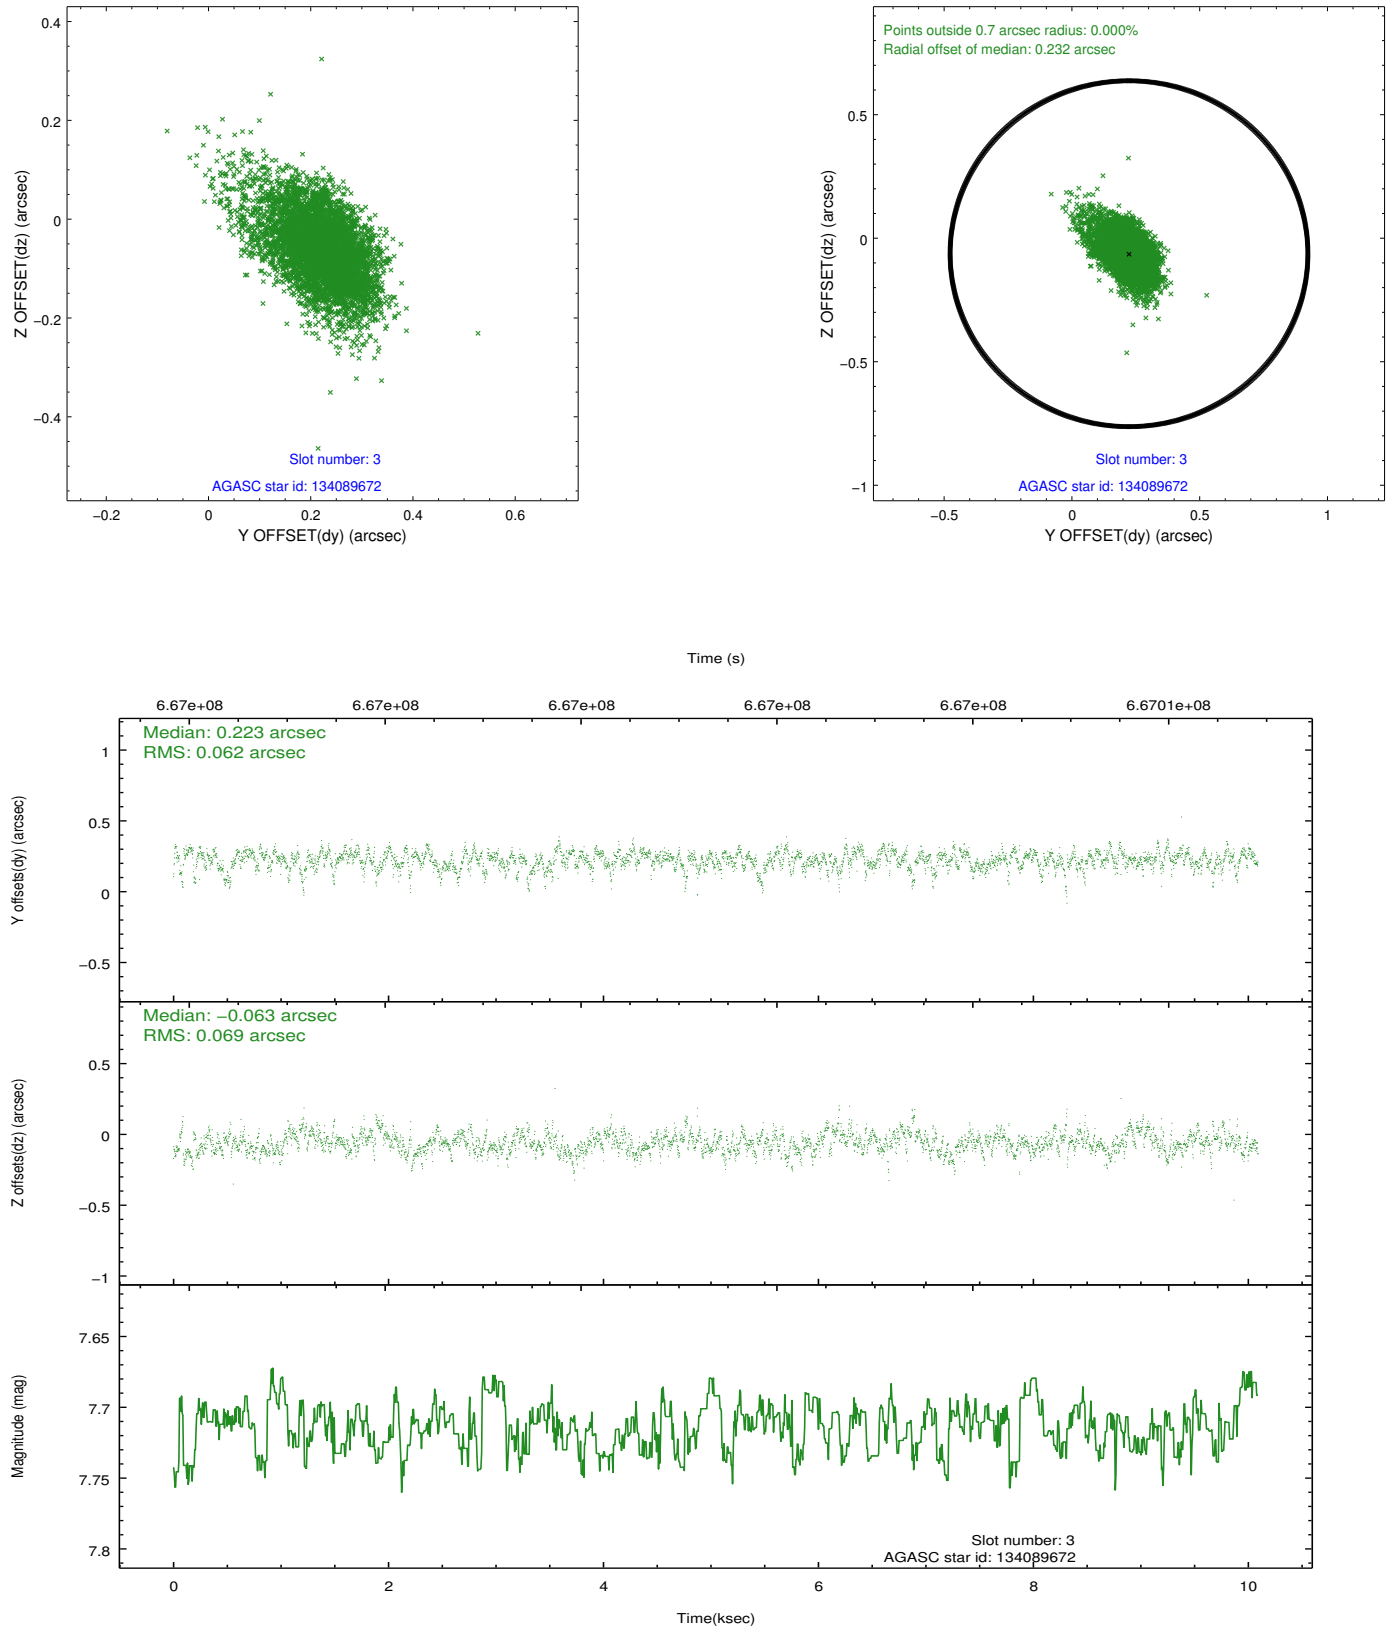 0.4
0.2
0
−0.2
−0.4
Z OFFSET(dz) (arcsec)
Slot number: 3
AGASC star id: 134089672
−0.2 0 0.2 0.4 0.6
Y OFFSET(dy) (arcsec)
Points outside 0.7 arcsec radius: 0.000%
Radial offset of median: 0.232 arcsec
0.5
0
−0.5
−1
Z OFFSET(dz) (arcsec)
Slot number: 3
AGASC star id: 134089672
−0.5 0 0.5 1
Y OFFSET(dy) (arcsec)
Time (s)
6.67e+08 6.67e+08 6.67e+08 6.67e+08 6.67e+08 6.6701e+08
Median: 0.223 arcsec
RMS: 0.062 arcsec
1
0.5
0
−0.5
Y offsets(dy) (arcsec)
Median: −0.063 arcsec
RMS: 0.069 arcsec
0.5
0
−0.5
−1
Z offsets(dz) (arcsec)
7.65
7.7
7.75
7.8
Magnitude (mag)
Slot number: 3
AGASC star id: 134089672
0 2 4 6 8 10
Time(ksec)